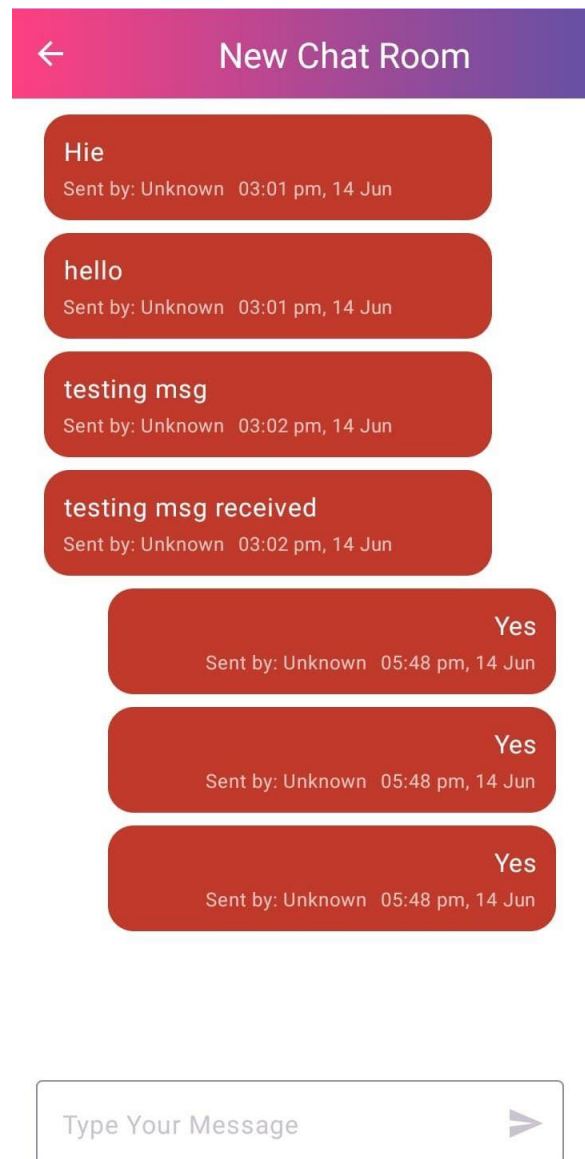 New Chat Room
Hie
Sent by: Unknown 03:01 pm, 14 Jun
hello
Sent by: Unknown 03:01 pm, 14 Jun
testing msg
Sent by: Unknown 03:02 pm, 14 Jun
testing msg received
Sent by: Unknown 03:02 pm, 14 Jun
Yes
Sent by: Unknown 05:48 pm, 14 Jun
Yes
Sent by: Unknown 05:48 pm, 14 Jun
Yes
Sent by: Unknown 05:48 pm, 14 Jun
Type Your Message